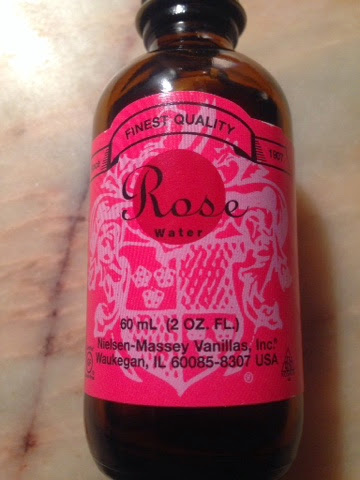 FINEST QUALITY
1907
Rose
Water
60 mL (2 OZ. FL.)
Nielsen-Massey Vanillas, Inc.®
Waukegan, IL 60085-8307 USA
®